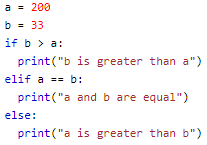 a = 200
b = 33
if b > a:
  print("b is greater than a")
elif a == b:
  print("a and b are equal")
else:
  print("a is greater than b")